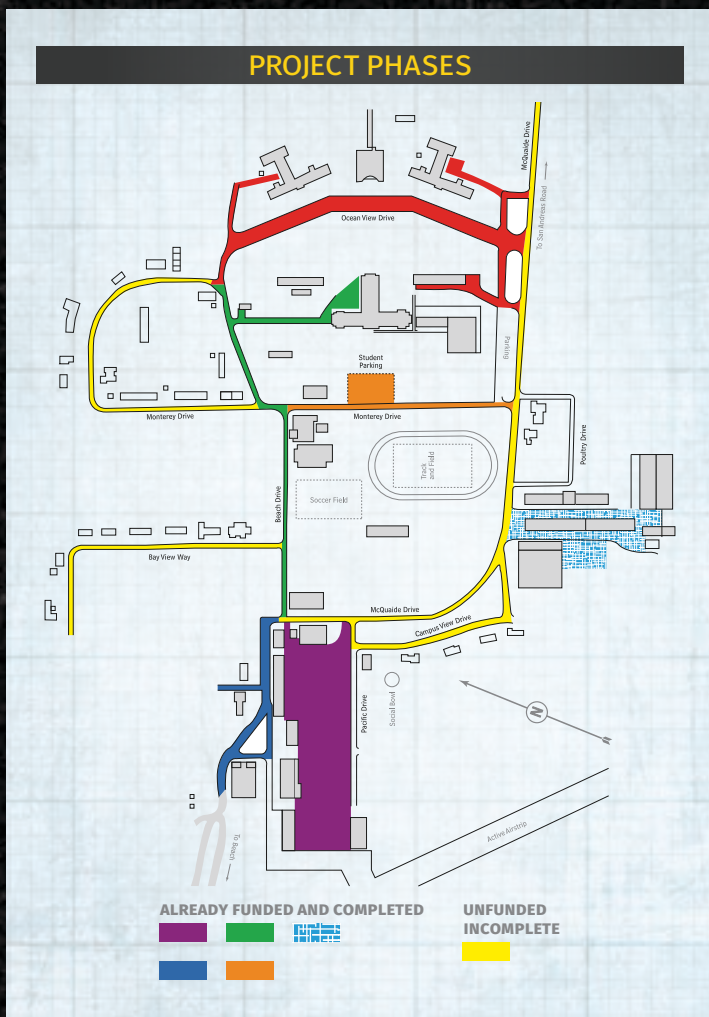 PROJECT PHASES
McQuaide Drive
To San Andreas Road
Ocean View Drive
Parking
Student
Parking
Monterey Drive
Monterey Drive
Poultry Drive
Track
and Field
Soccer Field
Beach Drive
Bay View Way
McQuaide Drive
Campus View Drive
Pacific Drive
Social Bowl
N
Active Airstrip
To Beach
ALREADY FUNDED AND COMPLETED
UNFUNDED
INCOMPLETE